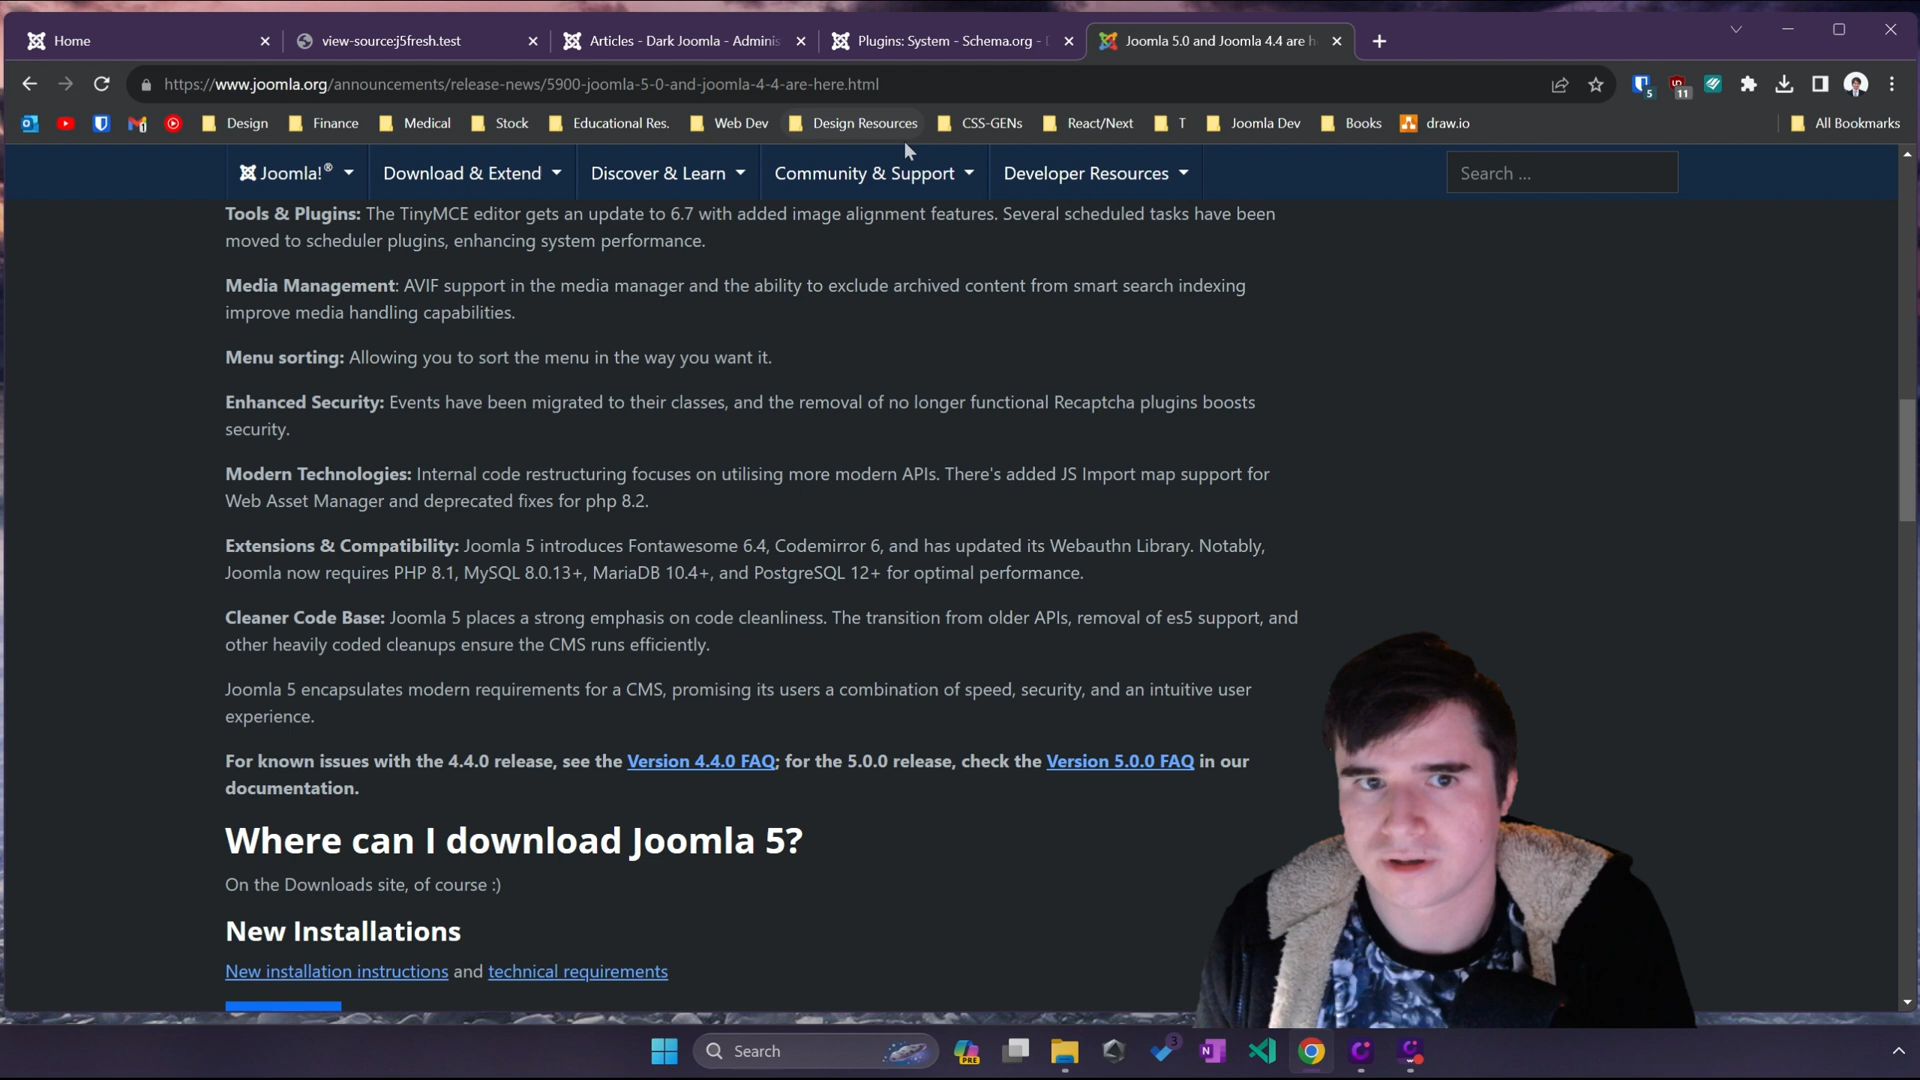 Home
view-source:j5fresh.test
Articles - Dark Joomla - Adminis
Plugins: System - Schema.org - D
Joomla 5.0 and Joomla 4.4 are h
https://www.joomla.org/announcements/release-news/5900-joomla-5-0-and-joomla-4-4-are-here.html
5
11
Design
Finance
Medical
Stock
Educational Res.
Web Dev
Design Resources
CSS-GENs
React/Next
T
Joomla Dev
Books
draw.io
All Bookmarks
Joomla!®
Download & Extend
Discover & Learn
Community & Support
Developer Resources
Search ...
Tools & Plugins: The TinyMCE editor gets an update to 6.7 with added image alignment features. Several scheduled tasks have been
moved to scheduler plugins, enhancing system performance.
Media Management: AVIF support in the media manager and the ability to exclude archived content from smart search indexing
improve media handling capabilities.
Menu sorting: Allowing you to sort the menu in the way you want it.
Enhanced Security: Events have been migrated to their classes, and the removal of no longer functional Recaptcha plugins boosts
security.
Modern Technologies: Internal code restructuring focuses on utilising more modern APIs. There's added JS Import map support for
Web Asset Manager and deprecated fixes for php 8.2.
Extensions & Compatibility: Joomla 5 introduces Fontawesome 6.4, Codemirror 6, and has updated its Webauthn Library. Notably,
Joomla now requires PHP 8.1, MySQL 8.0.13+, MariaDB 10.4+, and PostgreSQL 12+ for optimal performance.
Cleaner Code Base: Joomla 5 places a strong emphasis on code cleanliness. The transition from older APIs, removal of es5 support, and
other heavily coded cleanups ensure the CMS runs efficiently.
Joomla 5 encapsulates modern requirements for a CMS, promising its users a combination of speed, security, and an intuitive user
experience.
For known issues with the 4.4.0 release, see the Version 4.4.0 FAQ; for the 5.0.0 release, check the Version 5.0.0 FAQ in our
documentation.
Where can I download Joomla 5?
On the Downloads site, of course :)
New Installations
New installation instructions and technical requirements
Search
PRE
3